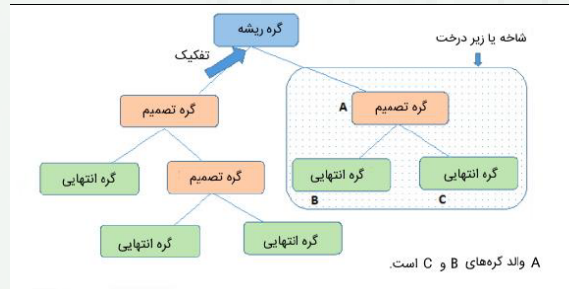 گره ریشه
شاخه یا زیر درخت
تفکیک
گره تصمیم
A گره تصمیم
گره انتهایی
گره تصمیم
گره انتهایی
گره انتهایی
B
C
گره انتهایی
گره انتهایی
A والد گره‌های B و C است.